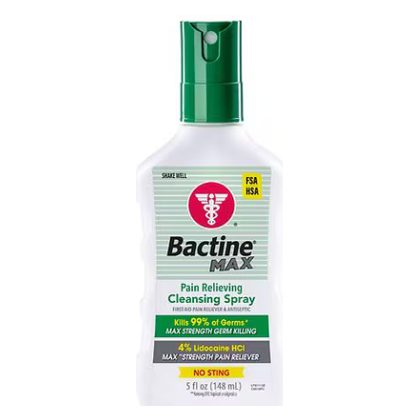 SHAKE WELL
FSA
HSA
Bactine®
MAX
Pain Relieving
Cleansing Spray
FIRST AID PAIN RELIEVER & ANTISEPTIC
Kills 99% of Germs*
MAX STRENGTH GERM KILLING
4% Lidocaine HCl
MAX STRENGTH PAIN RELIEVER
NO STING
5 fl oz (148 mL)